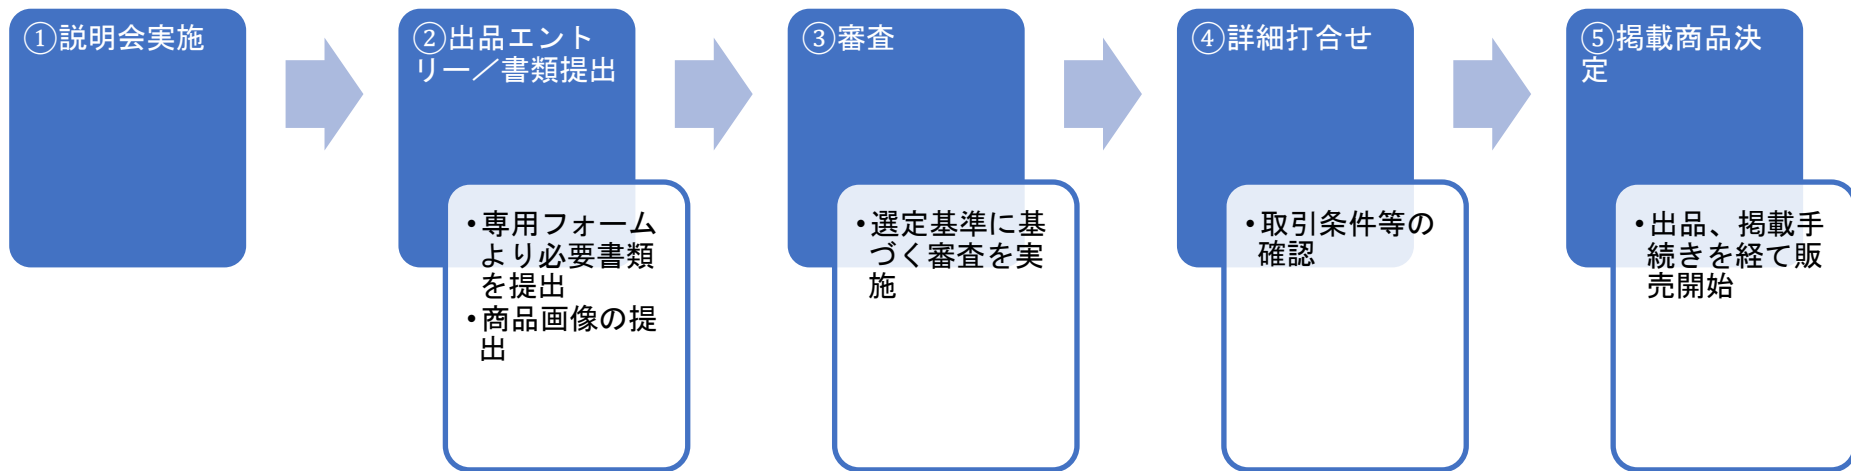 ①説明会実施
②出品エント
リー／書類提出
・専用フォーム
より必要書類
を提出
・商品画像の提
出
③審査
・選定基準に基
づく審査を実
施
④詳細打合せ
・取引条件等の
確認
⑤掲載商品決
定
・出品、掲載手
続きを経て販
売開始